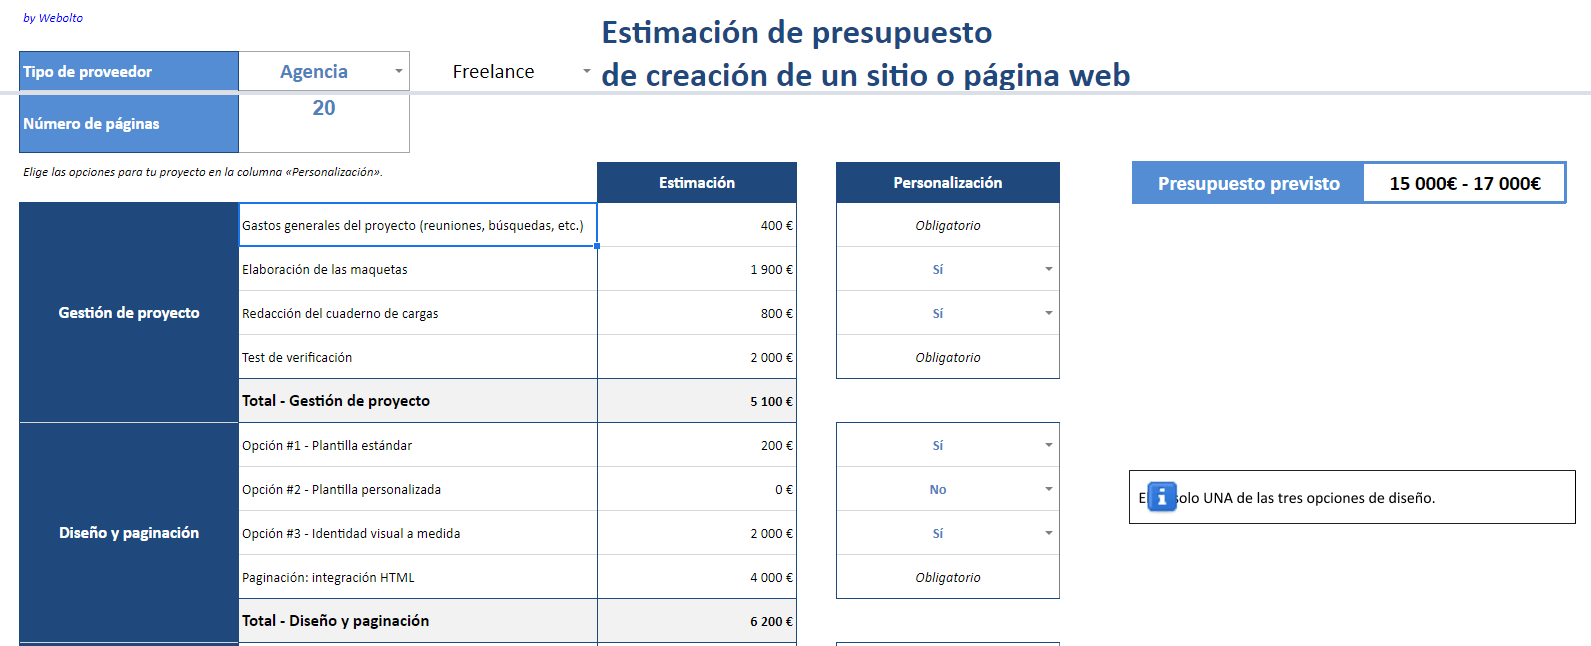 by Webolto
Estimación de presupuesto
de creación de un sitio o página web
Tipo de proveedor Agencia Freelance
Número de páginas 20
Elige las opciones para tu proyecto en la columna «Personalización».
Estimación Personalización Presupuesto previsto 15 000€ - 17 000€
Gestión de proyecto
Gastos generales del proyecto (reuniones, búsquedas, etc.) 400 € Obligatorio
Elaboración de las maquetas 1 900 € Sí
Redacción del cuaderno de cargas 800 € Sí
Test de verificación 2 000 € Obligatorio
Total - Gestión de proyecto 5 100 €
Diseño y paginación
Opción #1 - Plantilla estándar 200 € Sí
Opción #2 - Plantilla personalizada 0 € No
Opción #3 - Identidad visual a medida 2 000 € Sí
Paginación: integración HTML 4 000 € Obligatorio
Total - Diseño y paginación 6 200 €
solo UNA de las tres opciones de diseño.